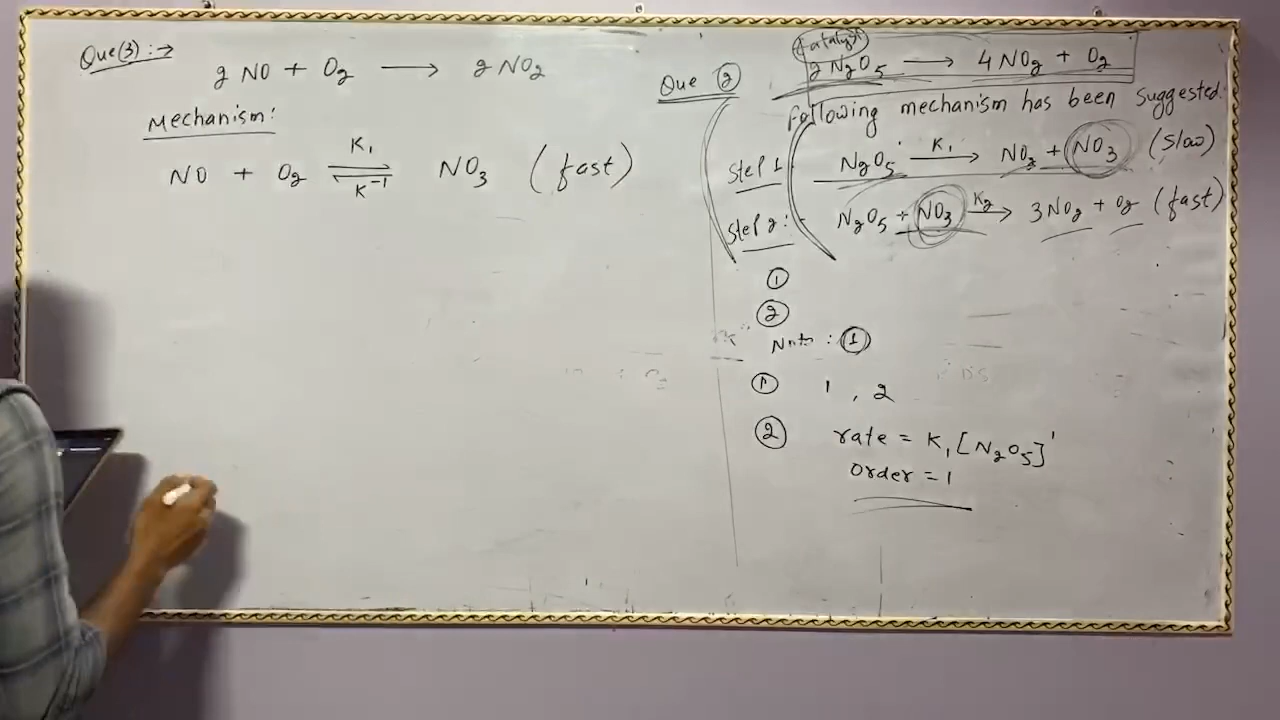 Que(3):→
2 NO + O2 → 2 NO2
Mechanism:
NO + O2 ⇌ NO3 (fast)
K1
K-1
Que ②
Catalyst
2 N2O5 → 4 NO2 + O2
Following mechanism has been suggested.
Step 1: N2O5 K1→ NO2 + NO3 (slow)
Step 2:- N2O5 + NO3 K2→ 3 NO2 + O2 (fast)
①
②
: ①
① 1, 2
② rate = K1[N2O5]1
order = 1